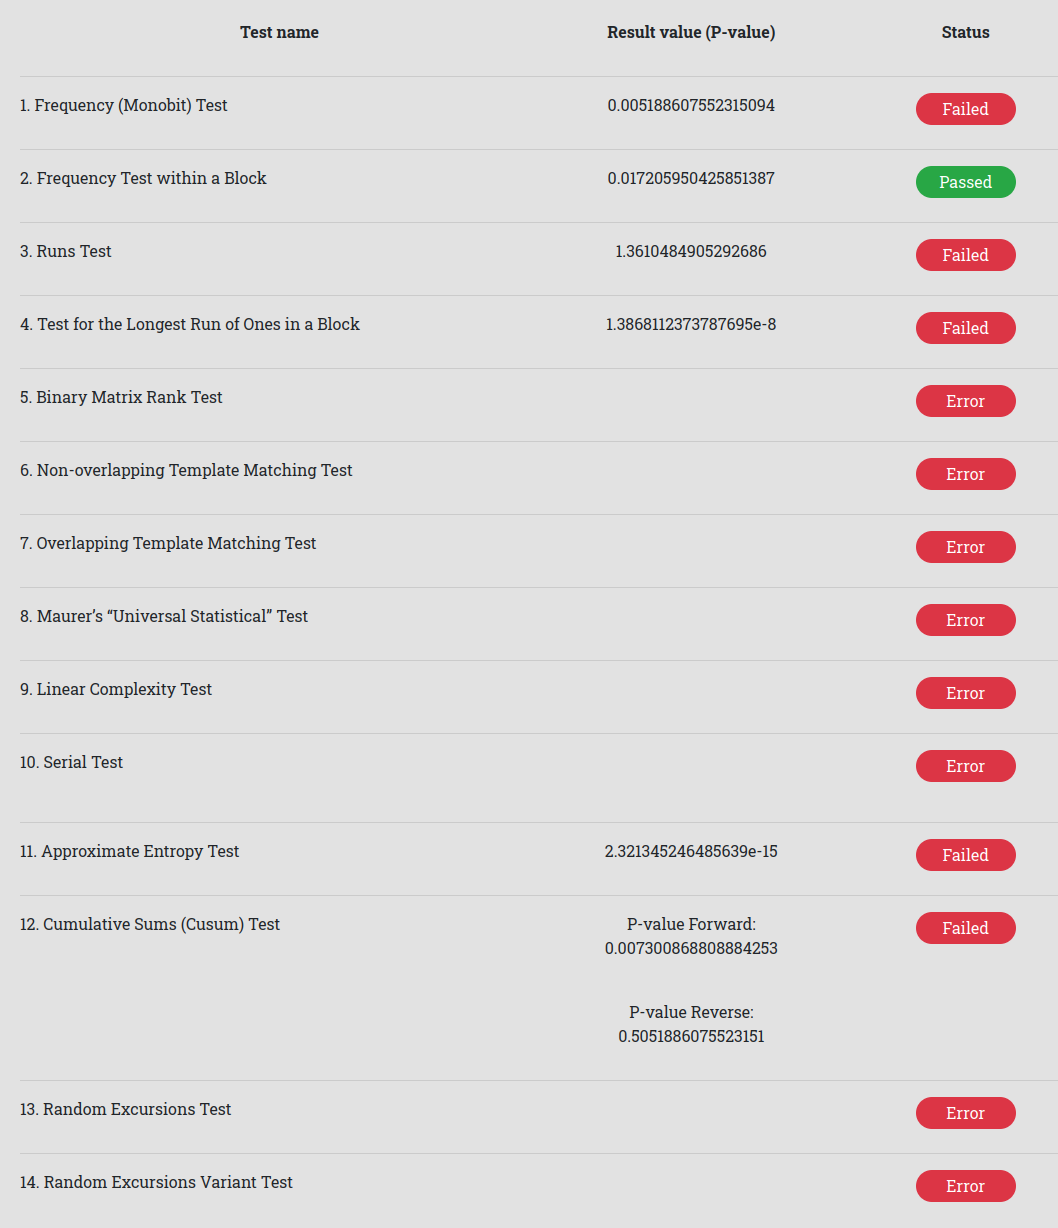 Test name Result value (P-value) Status
1. Frequency (Monobit) Test 0.005188607552315094 Failed
2. Frequency Test within a Block 0.017205950425851387 Passed
3. Runs Test 1.3610484905292686 Failed
4. Test for the Longest Run of Ones in a Block 1.3868112373787695e-8 Failed
5. Binary Matrix Rank Test Error
6. Non-overlapping Template Matching Test Error
7. Overlapping Template Matching Test Error
8. Maurer’s “Universal Statistical” Test Error
9. Linear Complexity Test Error
10. Serial Test Error
11. Approximate Entropy Test 2.321345246485639e-15 Failed
12. Cumulative Sums (Cusum) Test P-value Forward: Failed
0.007300868808884253
P-value Reverse:
0.5051886075523151
13. Random Excursions Test Error
14. Random Excursions Variant Test Error